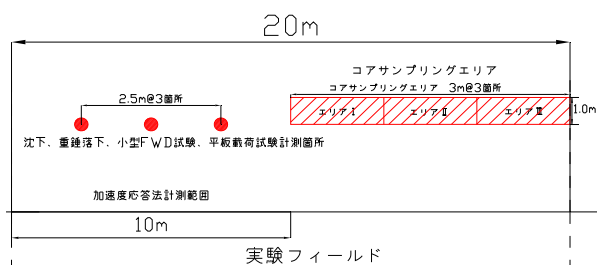 20m
コアサンプリングエリア
コアサンプリングエリア 3m@3箇所
2.5m@3箇所
エリアⅠ
エリアⅡ
エリアⅢ
1.0m
沈下、重錘落下、小型FWD試験、平板載荷試験計測箇所
加速度応答法計測範囲
10m
実験フィールド